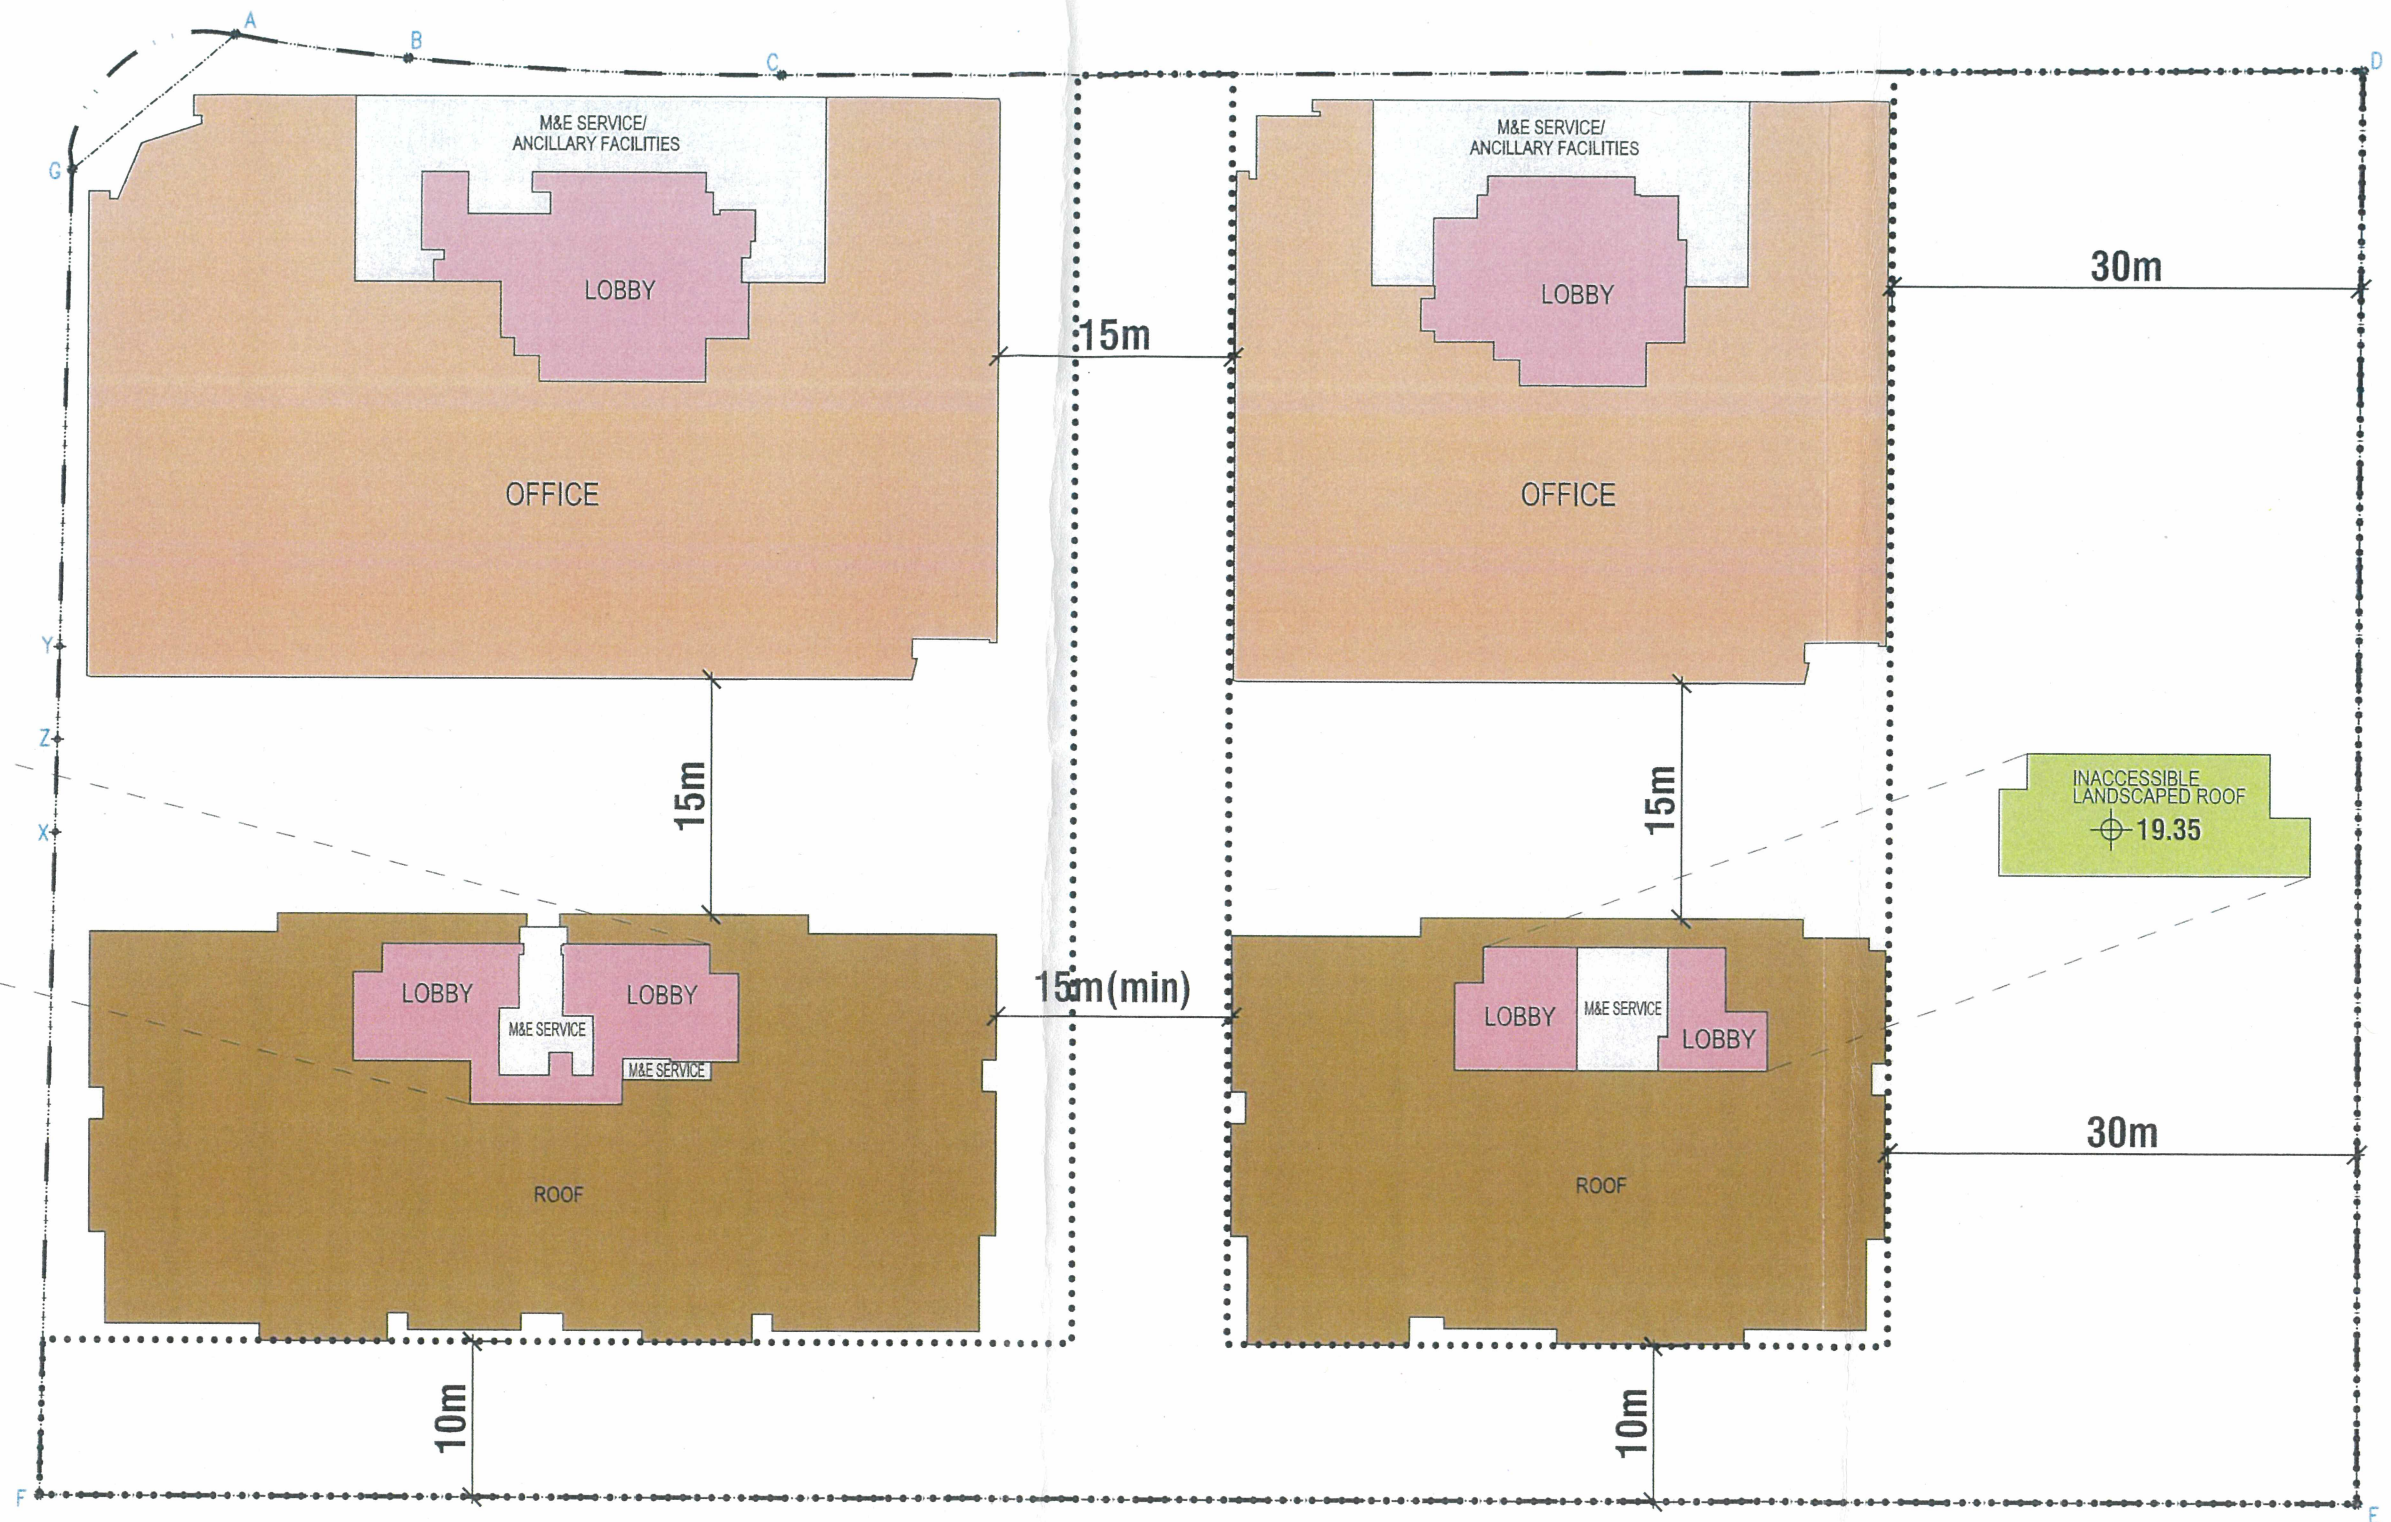 A
B
C
D
G
M&E SERVICE/
ANCILLARY FACILITIES
M&E SERVICE/
ANCILLARY FACILITIES
LOBBY
LOBBY
30m
15m
OFFICE
OFFICE
Y
Z
X
15m
15m
INACCESSIBLE
LANDSCAPED ROOF
19.35
LOBBY
LOBBY
M&E SERVICE
M&E SERVICE
15m(min)
LOBBY
M&E SERVICE
LOBBY
30m
ROOF
ROOF
10m
10m
F
E